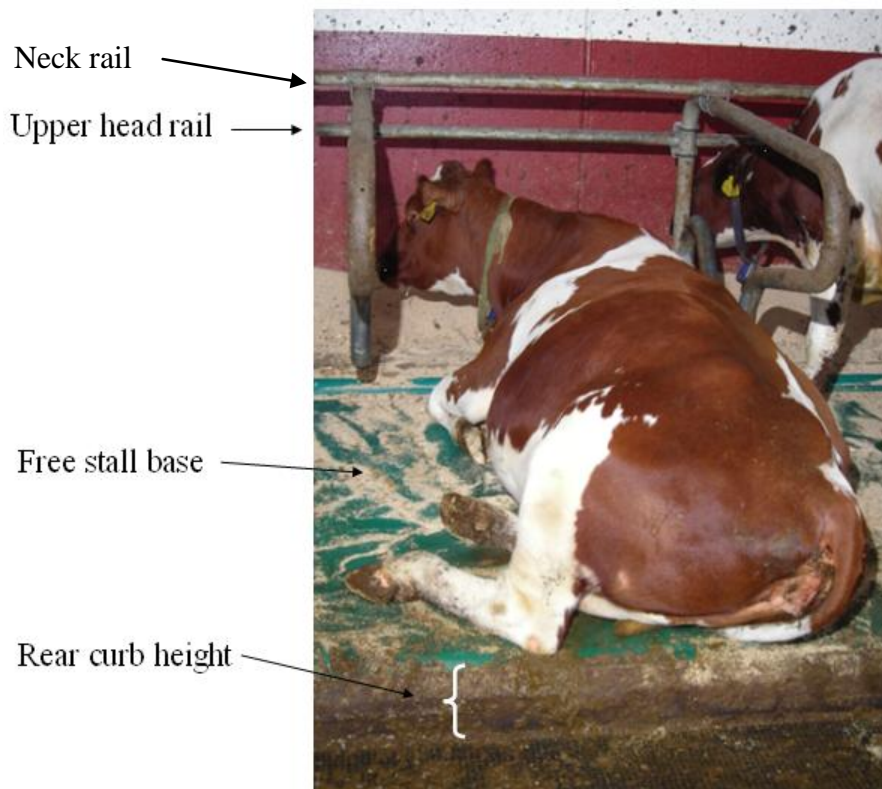 Neck rail
Upper head rail
Free stall base
Rear curb height